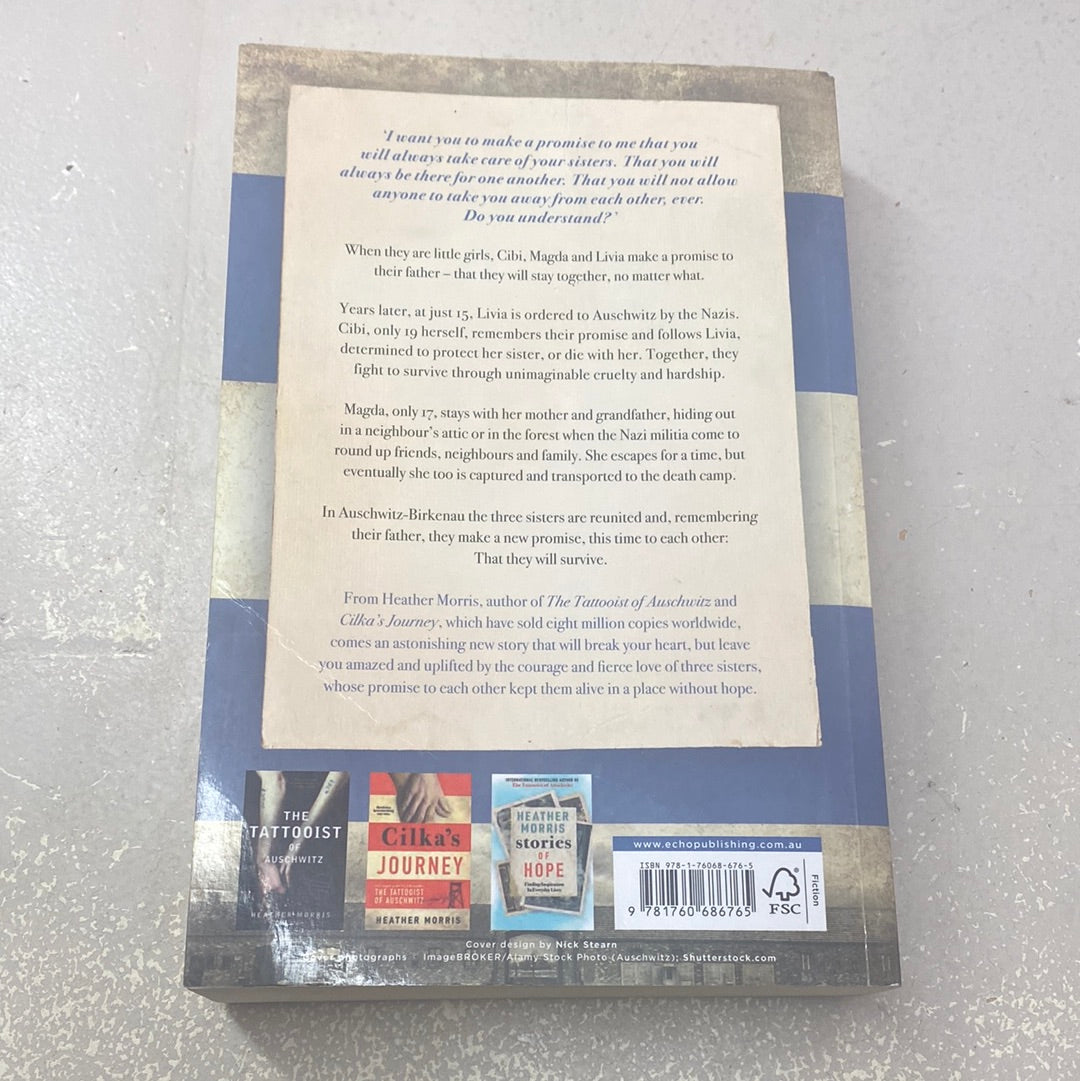 'I want you to make a promise to me that you
will always take care of your sisters. That you will
always be there for one another. That you will not allow
anyone to take you away from each other, ever.
Do you understand?'
When they are little girls, Cibi, Magda and Livia make a promise to
their father – that they will stay together, no matter what.
Years later, at just 15, Livia is ordered to Auschwitz by the Nazis.
Cibi, only 19 herself, remembers their promise and follows Livia,
determined to protect her sister, or die with her. Together, they
fight to survive through unimaginable cruelty and hardship.
Magda, only 17, stays with her mother and grandfather, hiding out
in a neighbour's attic or in the forest when the Nazi militia come to
round up friends, neighbours and family. She escapes for a time, but
eventually she too is captured and transported to the death camp.
In Auschwitz-Birkenau the three sisters are reunited and, remembering
their father, they make a new promise, this time to each other:
That they will survive.
From Heather Morris, author of The Tattooist of Auschwitz and
Cilka's Journey, which have sold eight million copies worldwide,
comes an astonishing new story that will break your heart, but leave
you amazed and uplifted by the courage and fierce love of three sisters,
whose promise to each other kept them alive in a place without hope.
THE
TATTOOIST
OF
AUSCHWITZ
HEATHER MORRIS
Cilka's
JOURNEY
THE TATTOOIST
OF AUSCHWITZ
HEATHER MORRIS
INTERNATIONAL BESTSELLING AUTHOR OF
The Tattooist of Auschwitz
HEATHER
MORRIS
stories
OF
HOPE
Finding Inspiration
In Everyday Lives
www.echopublishing.com.au
ISBN 978-1-76068-676-5
9 781760 686765
FSC
Fiction
Cover design by Nick Stearn
photographs © ImageBROKER/Alamy Stock Photo (Auschwitz); Shutterstock.com